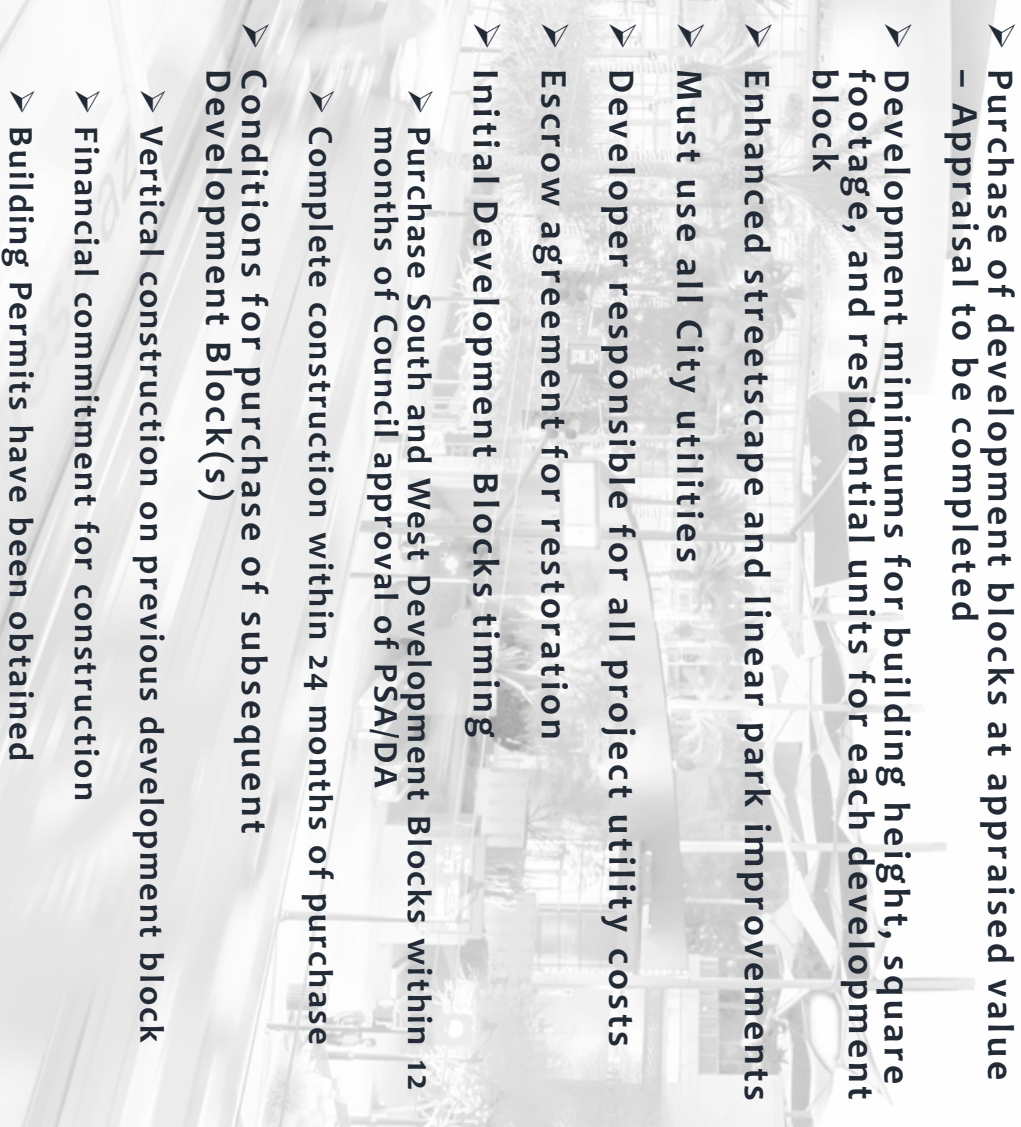 ➢ Purchase of development blocks at appraised value
– Appraisal to be completed
➢ Development minimums for building height, square
footage, and residential units for each development
block
➢ Enhanced streetscape and linear park improvements
➢ Must use all City utilities
➢ Developer responsible for all project utility costs
➢ Escrow agreement for restoration
➢ Initial Development Blocks timing
➢ Purchase South and West Development Blocks within 12
months of Council approval of PSA/DA
➢ Complete construction within 24 months of purchase
➢ Conditions for purchase of subsequent
Development Block(s)
➢ Vertical construction on previous development block
➢ Financial commitment for construction
➢ Building Permits have been obtained